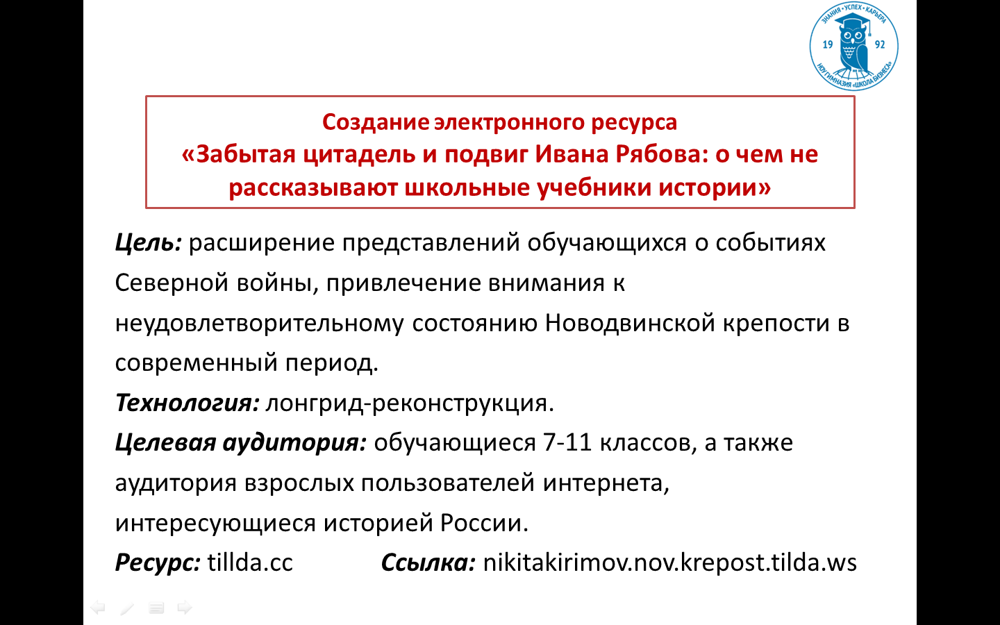 ЗНАНИЯ • УСПЕХ • КАРЬЕРА
19 92
НОУ ГИМНАЗИЯ «ШКОЛА БИЗНЕСА»
Создание электронного ресурса
«Забытая цитадель и подвиг Ивана Рябова: о чем не
рассказывают школьные учебники истории»
Цель: расширение представлений обучающихся о событиях
Северной войны, привлечение внимания к
неудовлетворительному состоянию Новодвинской крепости в
современный период.
Технология: лонгрид-реконструкция.
Целевая аудитория: обучающиеся 7-11 классов, а также
аудитория взрослых пользователей интернета,
интересующиеся историей России.
Ресурс: tillda.cc Ссылка: nikitakirimov.nov.krepost.tilda.ws